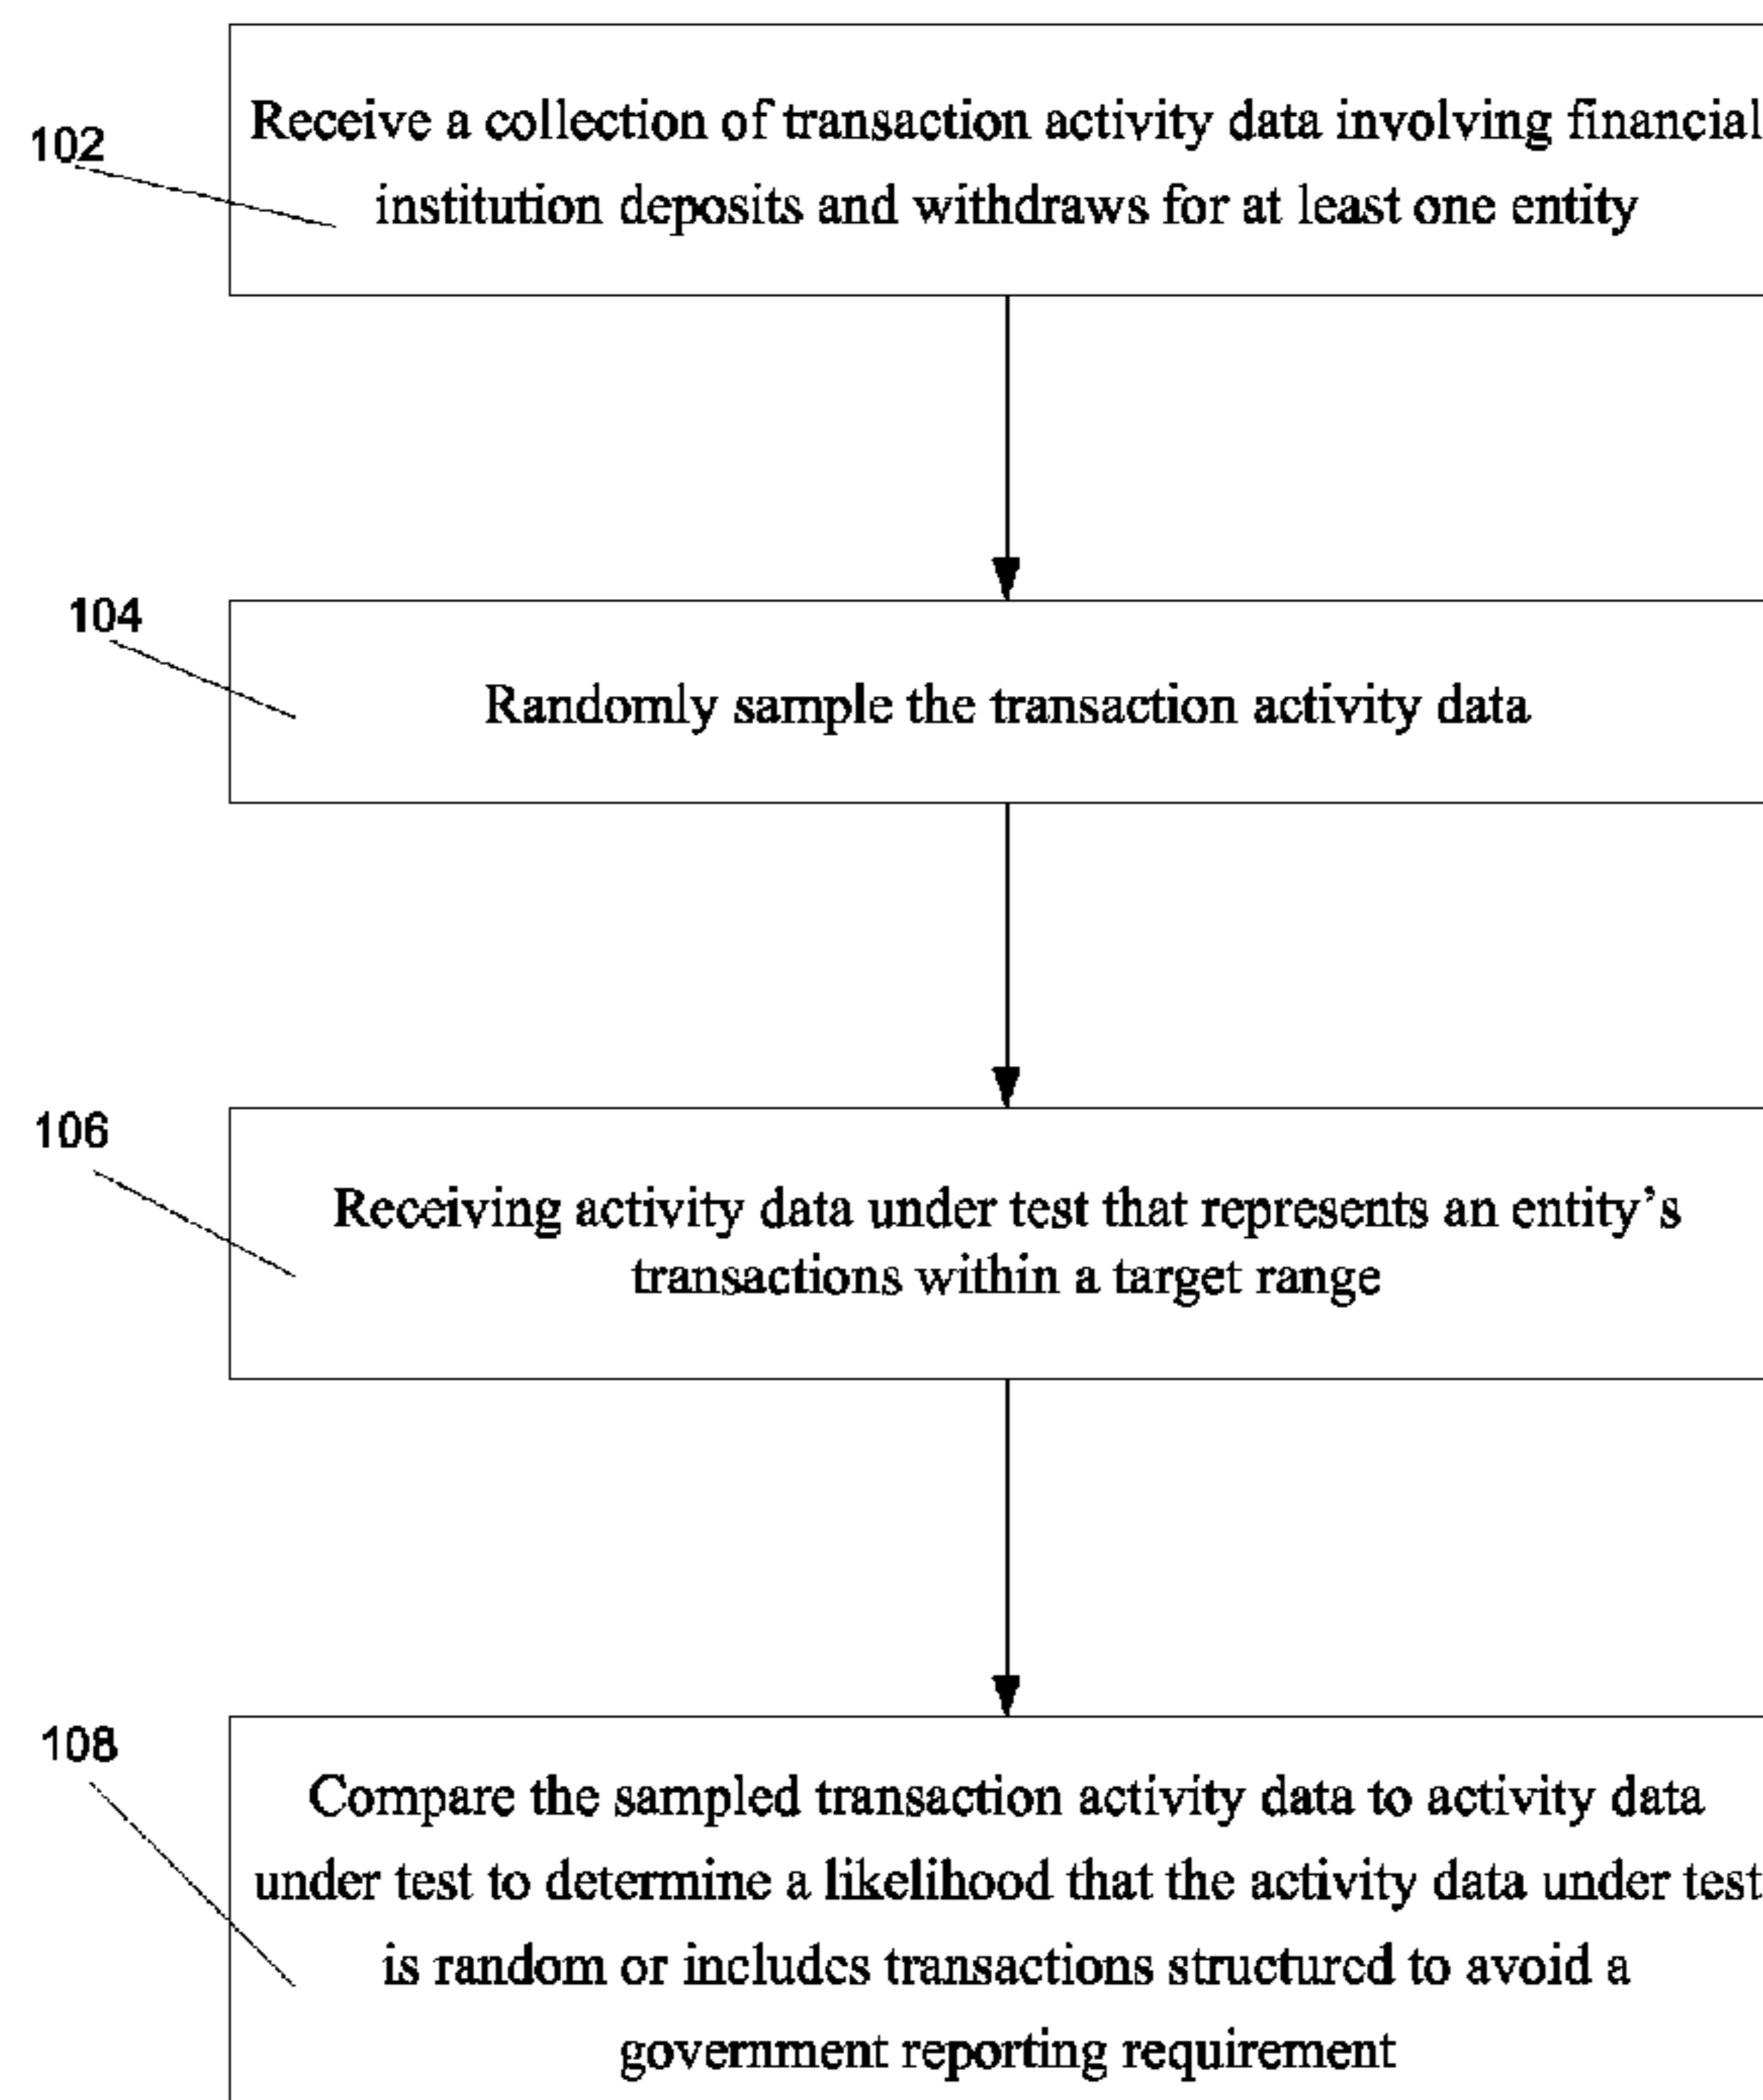 102
Receive a collection of transaction activity data involving financial
institution deposits and withdraws for at least one entity
104
Randomly sample the transaction activity data
106
Receiving activity data under test that represents an entity’s
transactions within a target range
108
Compare the sampled transaction activity data to activity data
under test to determine a likelihood that the activity data under test
is random or includes transactions structured to avoid a
government reporting requirement